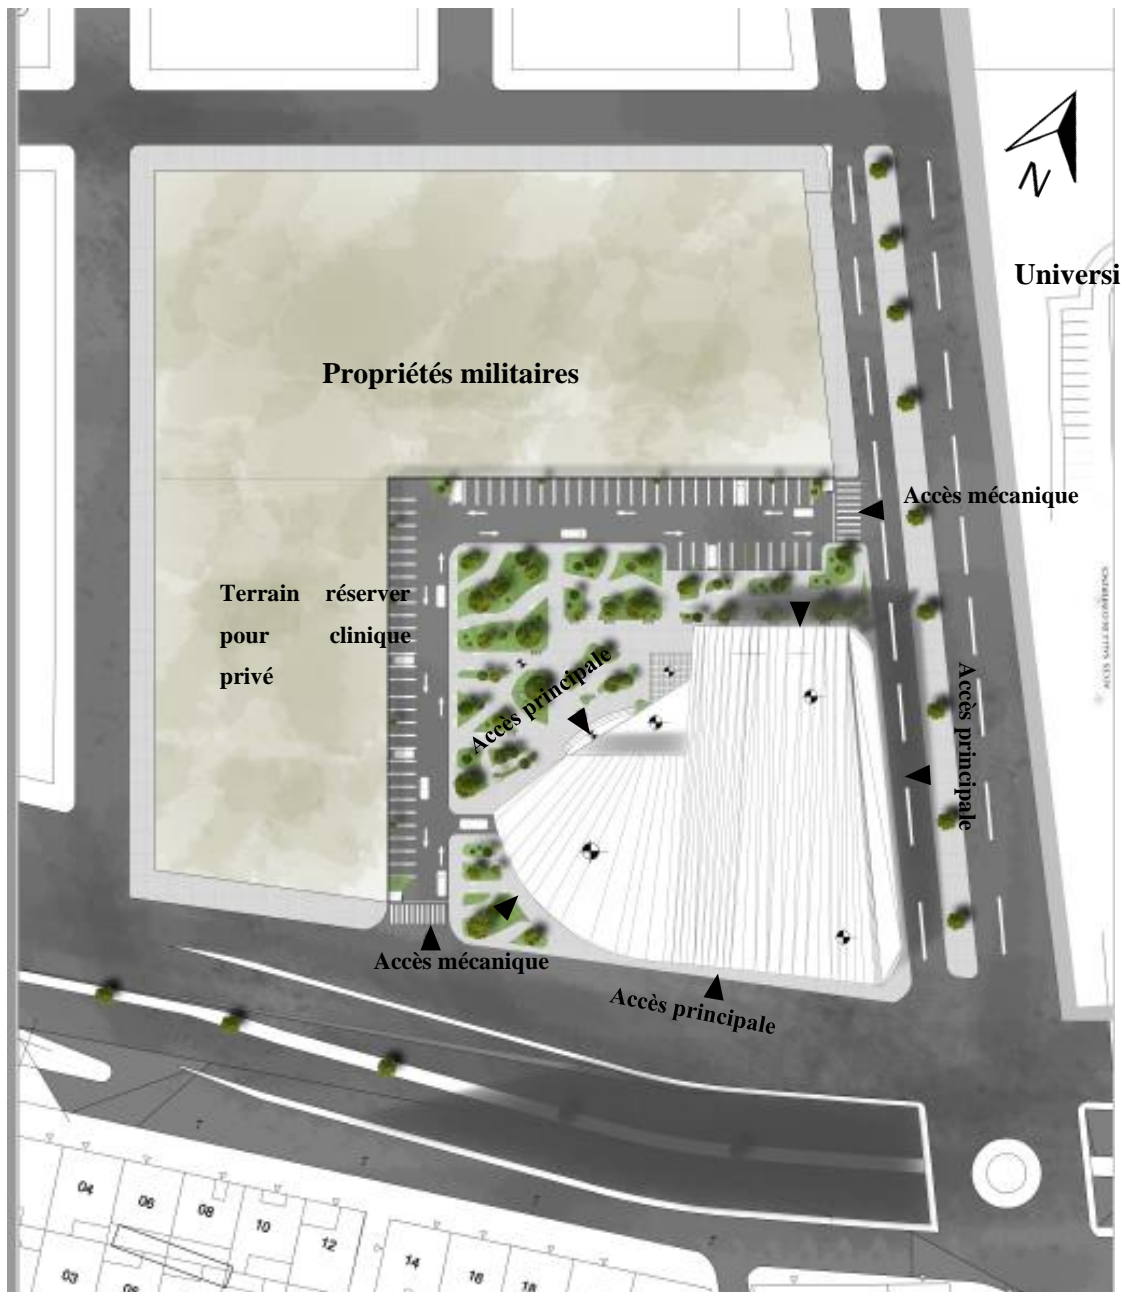 N
Universi
Propriétés militaires
Accès mécanique
Terrain réserver
pour clinique
privé
Accès principale
Accès principale
Accès mécanique
Accès principale
04
06
08
10
12
14
16
18
03